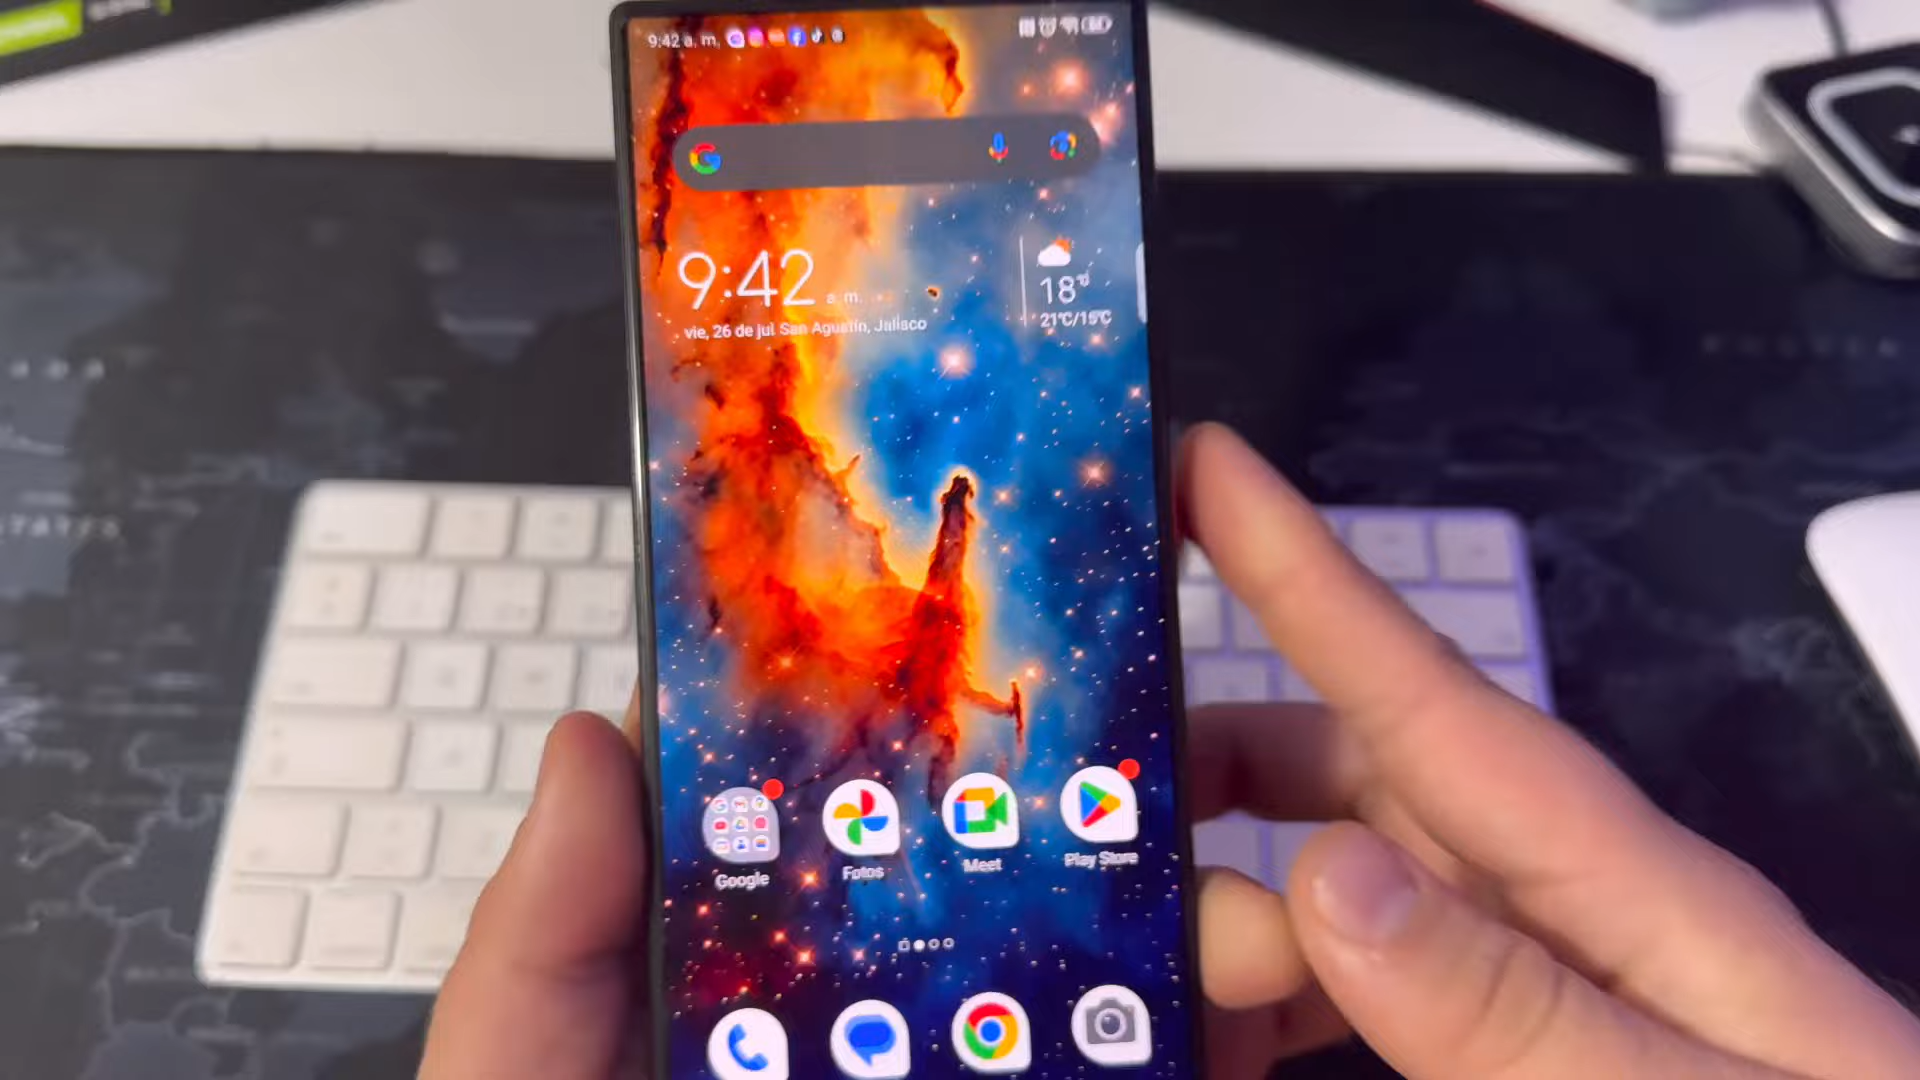 9:42 a. m.
9:42 a. m.
18°
vie, 26 de jul San Agustín, Jalisco
21°C/15°C
Google
Fotos
Meet
Play Store